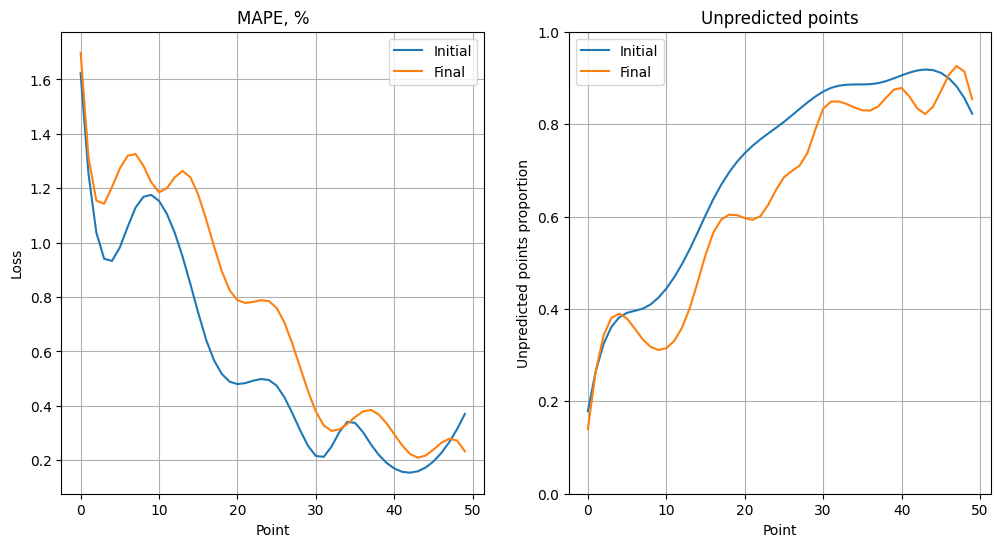 MAPE, %
Loss
1.6
1.4
1.2
1.0
0.8
0.6
0.4
0.2
0 10 20 30 40 50
Point
Initial
Final
Unpredicted points
Unpredicted points proportion
1.0
0.8
0.6
0.4
0.2
0.0
0 10 20 30 40 50
Point
Initial
Final